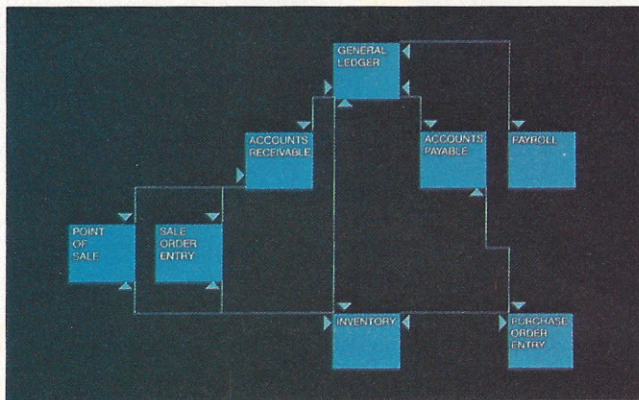 GENERAL
LEDGER
ACCOUNTS
RECEIVABLE
ACCOUNTS
PAYABLE
PAYROLL
POINT
OF
SALE
SALE
ORDER
ENTRY
INVENTORY
PURCHASE
ORDER
ENTRY